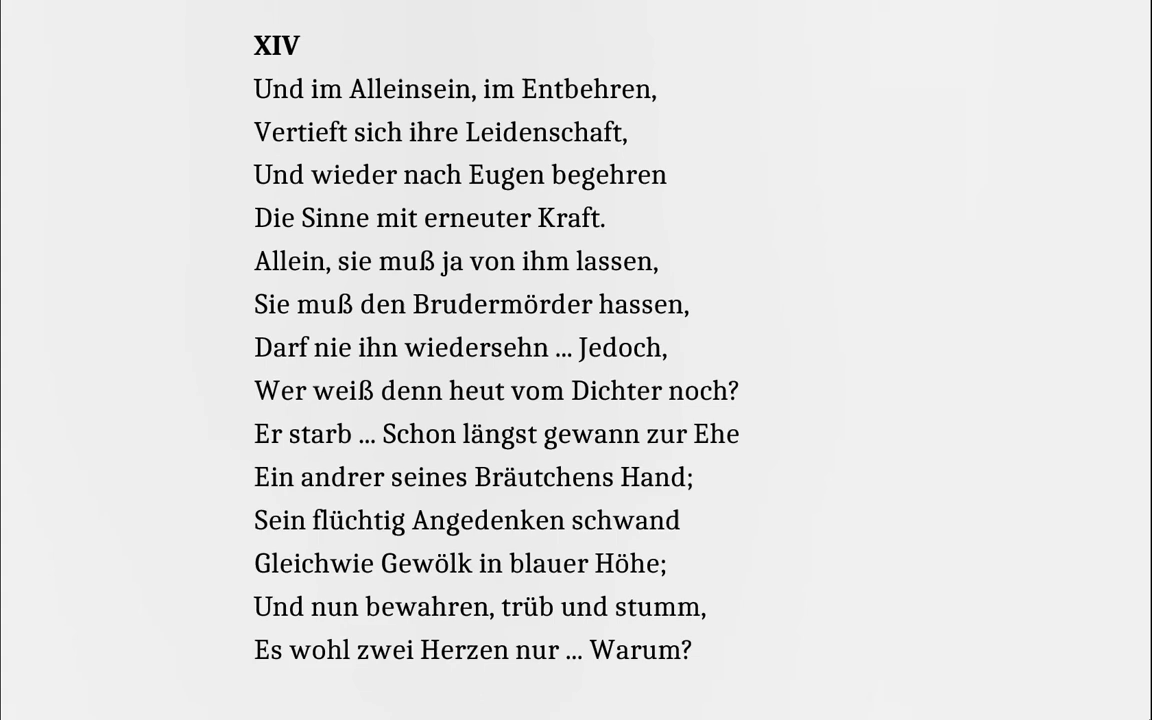 XIV
Und im Alleinsein, im Entbehren,
Vertieft sich ihre Leidenschaft,
Und wieder nach Eugen begehren
Die Sinne mit erneuter Kraft.
Allein, sie muß ja von ihm lassen,
Sie muß den Brudermörder hassen,
Darf nie ihn wiedersehn ... Jedoch,
Wer weiß denn heut vom Dichter noch?
Er starb ... Schon längst gewann zur Ehe
Ein andrer seines Bräutchens Hand;
Sein flüchtig Angedenken schwand
Gleichwie Gewölk in blauer Höhe;
Und nun bewahren, trüb und stumm,
Es wohl zwei Herzen nur ... Warum?